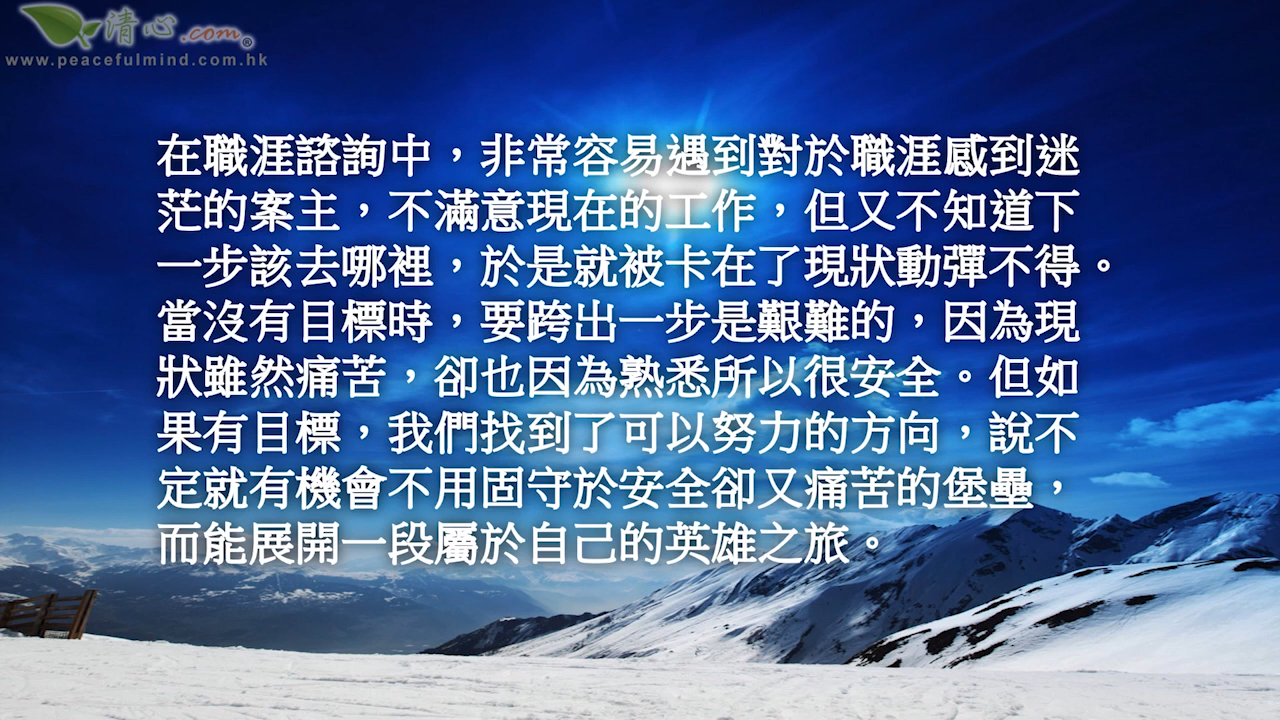 清心.com®
www.peacefulmind.com.hk
在職涯諮詢中，非常容易遇到對於職涯感到迷
茫的案主，不滿意現在的工作，但又不知道下
一步該去哪裡，於是就被卡在了現狀動彈不得。
當沒有目標時，要跨出一步是艱難的，因為現
狀雖然痛苦，卻也因為熟悉所以很安全。但如
果有目標，我們找到了可以努力的方向，說不
定就有機會不用固守於安全卻又痛苦的堡壘，
而能展開一段屬於自己的英雄之旅。